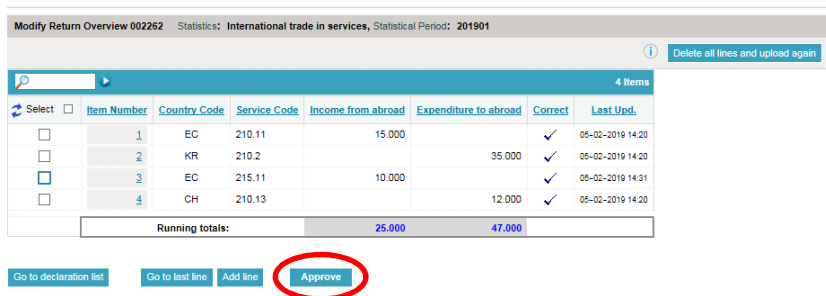 Modify Return Overview 002262 Statistics: International trade in services, Statistical Period: 201901
Delete all lines and upload again
4 Items
Select Item Number Country Code Service Code Income from abroad Expenditure to abroad Correct Last Upd.
1 EC 210.11 15.000 05-02-2019 14:20
2 KR 210.2 35.000 05-02-2019 14:20
3 EC 215.11 10.000 05-02-2019 14:31
4 CH 210.13 12.000 05-02-2019 14:20
Running totals: 25.000 47.000
Go to declaration list Go to last line Add line Approve